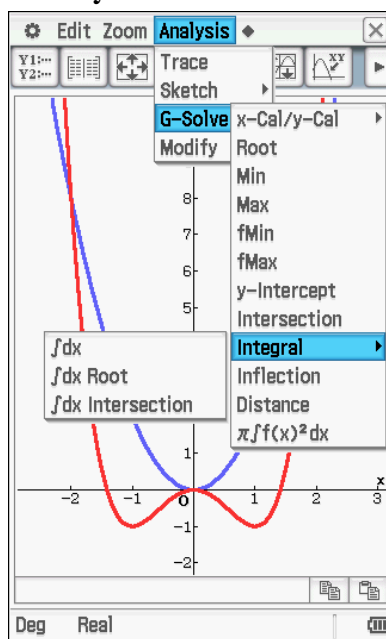 Edit Zoom Analysis
Y1:···
Y2:···
XY
Trace
Sketch
G-Solve
Modify
x-Cal/y-Cal
Root
Min
Max
fMin
fMax
y-Intercept
Intersection
Integral
Inflection
Distance
π∫f(x)²dx
∫dx
∫dx Root
∫dx Intersection
8
7
6
5
1
x
-2 -1 O 1 2 3
-1
-2
Deg Real